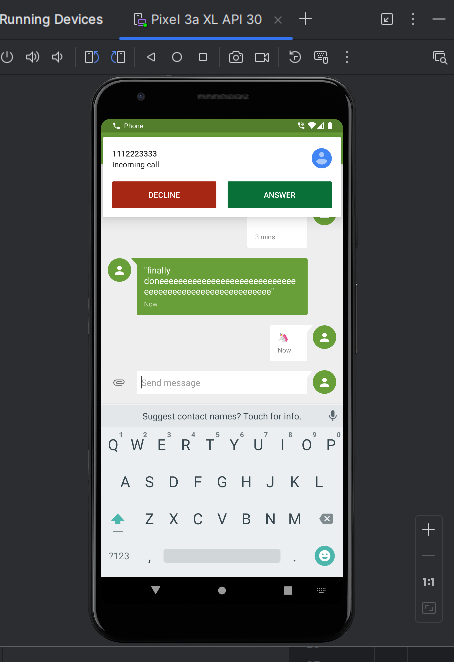 Running Devices
Pixel 3a XL API 30
Phone
1112223333
Incoming call
DECLINE
ANSWER
mins
"finally
doneeeeeeeeeeeeeeeeeeeeeeeeeeeeee
eeeeeeeeeeeeeeeeeeeeeeeeeee"
Now
Now
Send message
Suggest contact names? Touch for info.
1 2 3 4 5 6 7 8 9 0
Q W E R T Y U I O P
A S D F G H J K L
Z X C V B N M
?123 , .
1:1